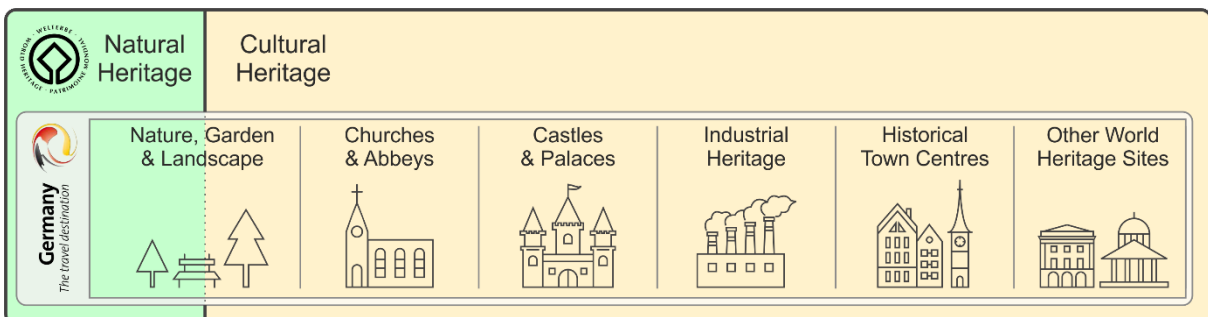 WORLD HERITAGE · WELTERBE · PATRIMOINE MONDIAL ·
Natural
Heritage
Cultural
Heritage
Germany
The travel destination
Nature, Garden
& Landscape
Churches
& Abbeys
Castles
& Palaces
Industrial
Heritage
Historical
Town Centres
Other World
Heritage Sites